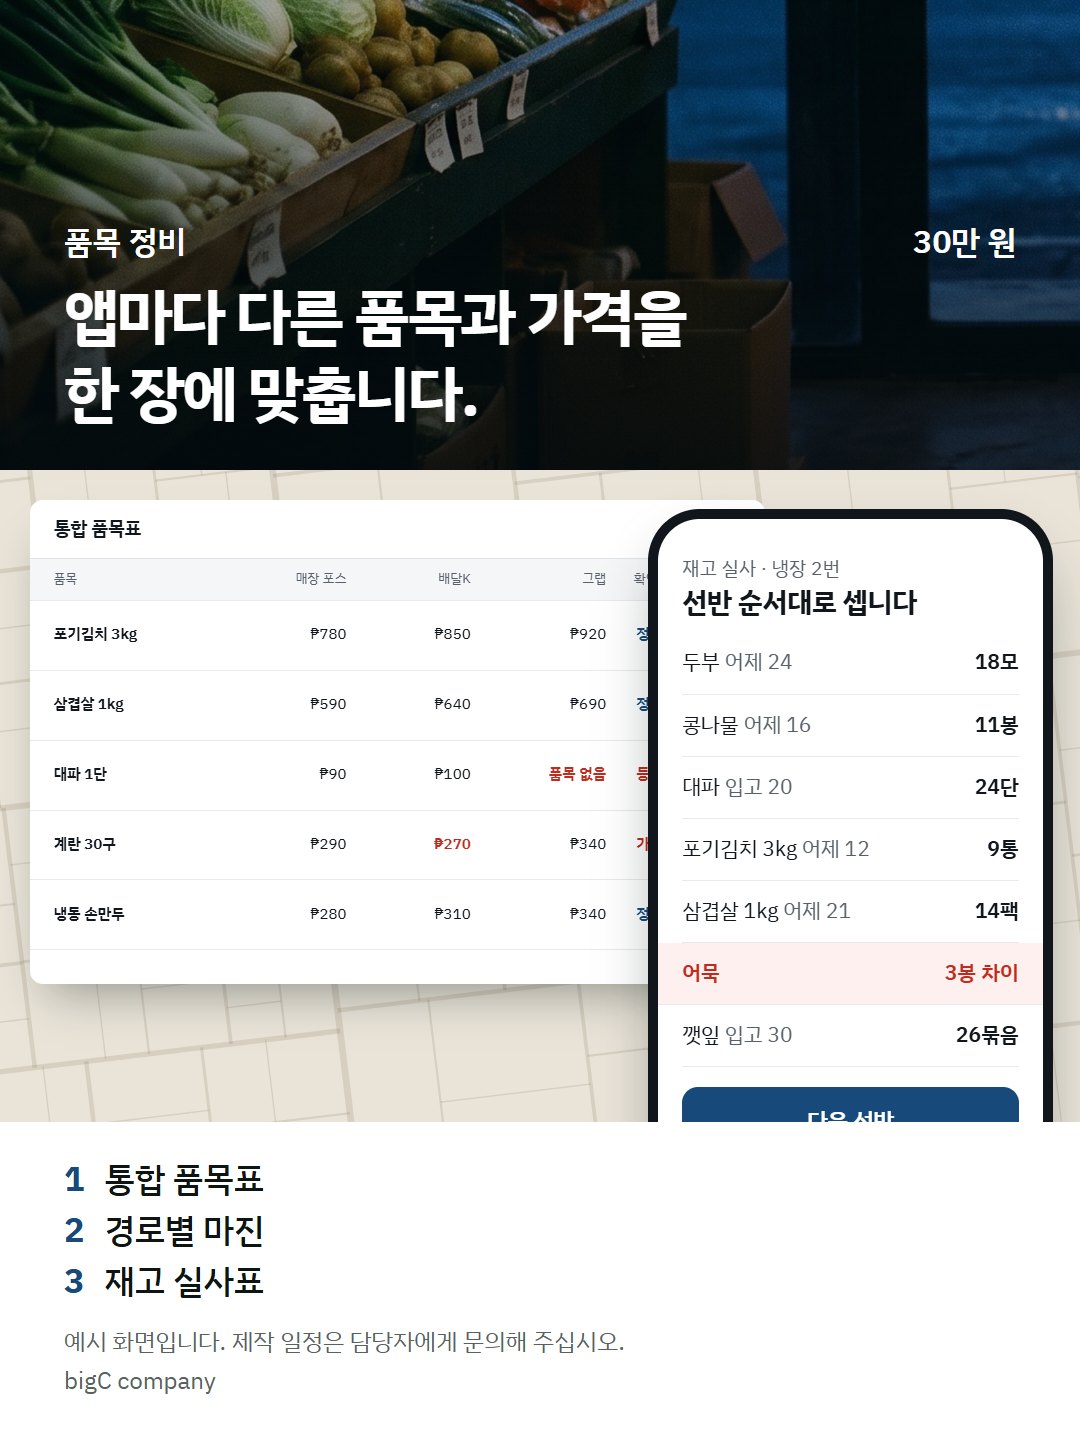 품목 정비
30만 원
앱마다 다른 품목과 가격을
한 장에 맞춥니다.
통합 품목표
품목 매장 포스 배달K 그랩
포기김치 3kg ₱780 ₱850 ₱920
삼겹살 1kg ₱590 ₱640 ₱690
대파 1단 ₱90 ₱100 품목 없음
계란 30구 ₱290 ₱270 ₱340
냉동 손만두 ₱280 ₱310 ₱340
재고 실사 · 냉장 2번
선반 순서대로 셉니다
두부 어제 24 18모
콩나물 어제 16 11봉
대파 입고 20 24단
포기김치 3kg 어제 12 9통
삼겹살 1kg 어제 21 14팩
어묵 3봉 차이
깻잎 입고 30 26묶음
다음 선반
1 통합 품목표
2 경로별 마진
3 재고 실사표
예시 화면입니다. 제작 일정은 담당자에게 문의해 주십시오.
bigC company